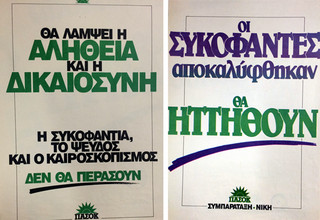 ΘΑ ΛΑΜΨΕΙ Η
ΑΛΗΘΕΙΑ
ΚΑΙ Η
ΔΙΚΑΙΟΣΥΝΗ
Η ΣΥΚΟΦΑΝΤΙΑ,
ΤΟ ΨΕΥΔΟΣ
ΚΑΙ Ο ΚΑΙΡΟΣΚΟΠΙΣΜΟΣ
ΔΕΝ ΘΑ ΠΕΡΑΣΟΥΝ
ΠΑΣΟΚ
ΟΙ
ΣΥΚΟΦΑΝΤΕΣ
αποκαλύφθηκαν
ΘΑ
ΗΤΤΗΘΟΥΝ
ΠΑΣΟΚ
ΣΥΜΠΑΡΑΤΑΞΗ - ΝΙΚΗ